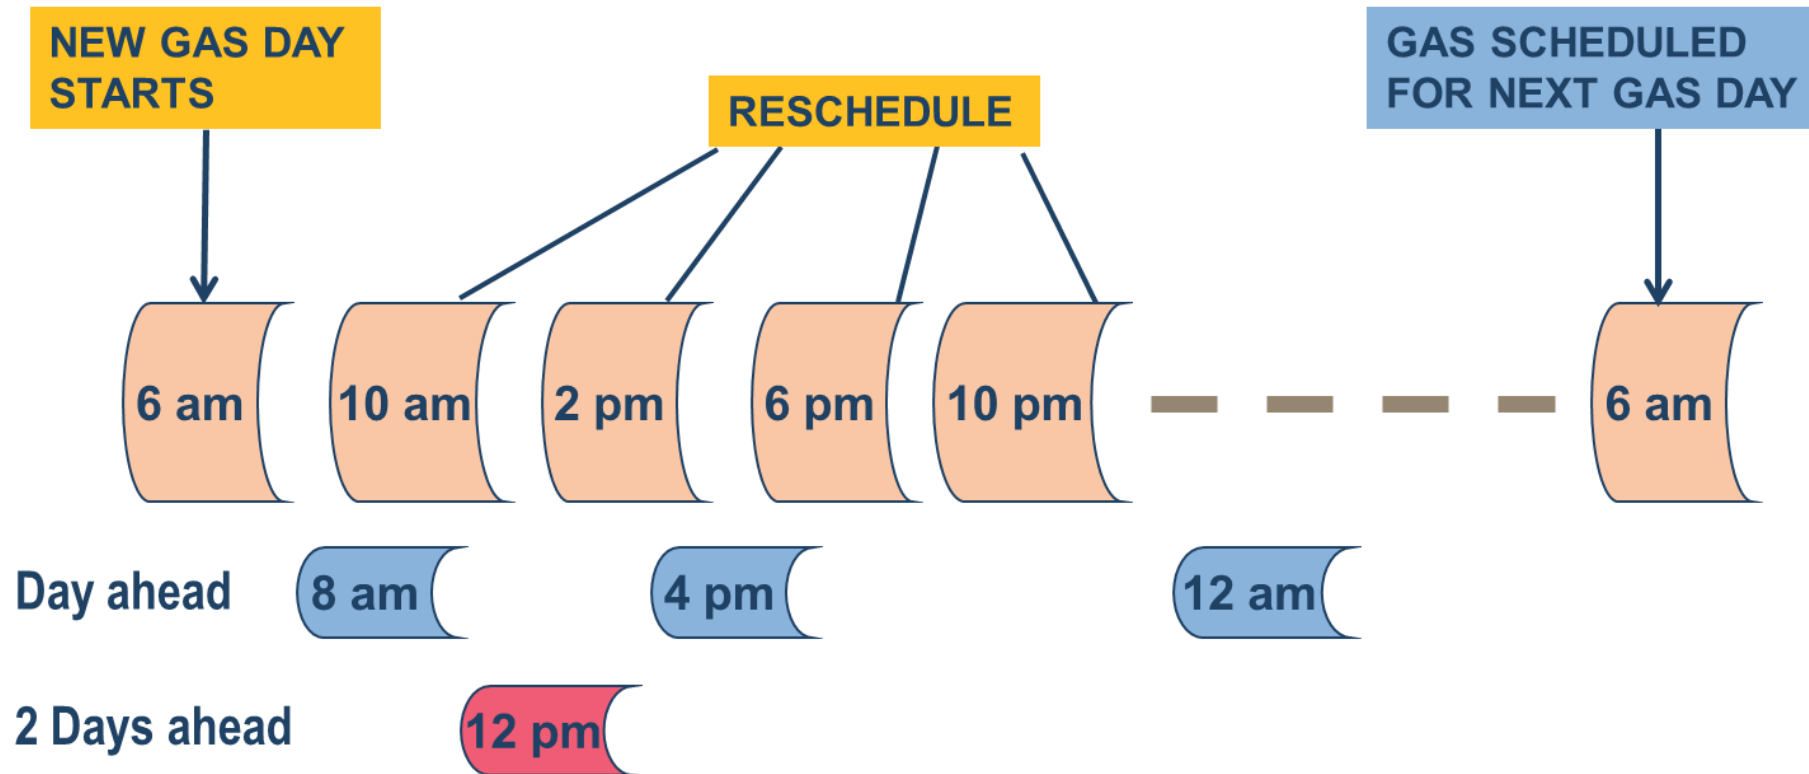 NEW GAS DAY
STARTS
RESCHEDULE
GAS SCHEDULED
FOR NEXT GAS DAY
6 am
10 am
2 pm
6 pm
10 pm
6 am
Day ahead
8 am
4 pm
12 am
2 Days ahead
12 pm